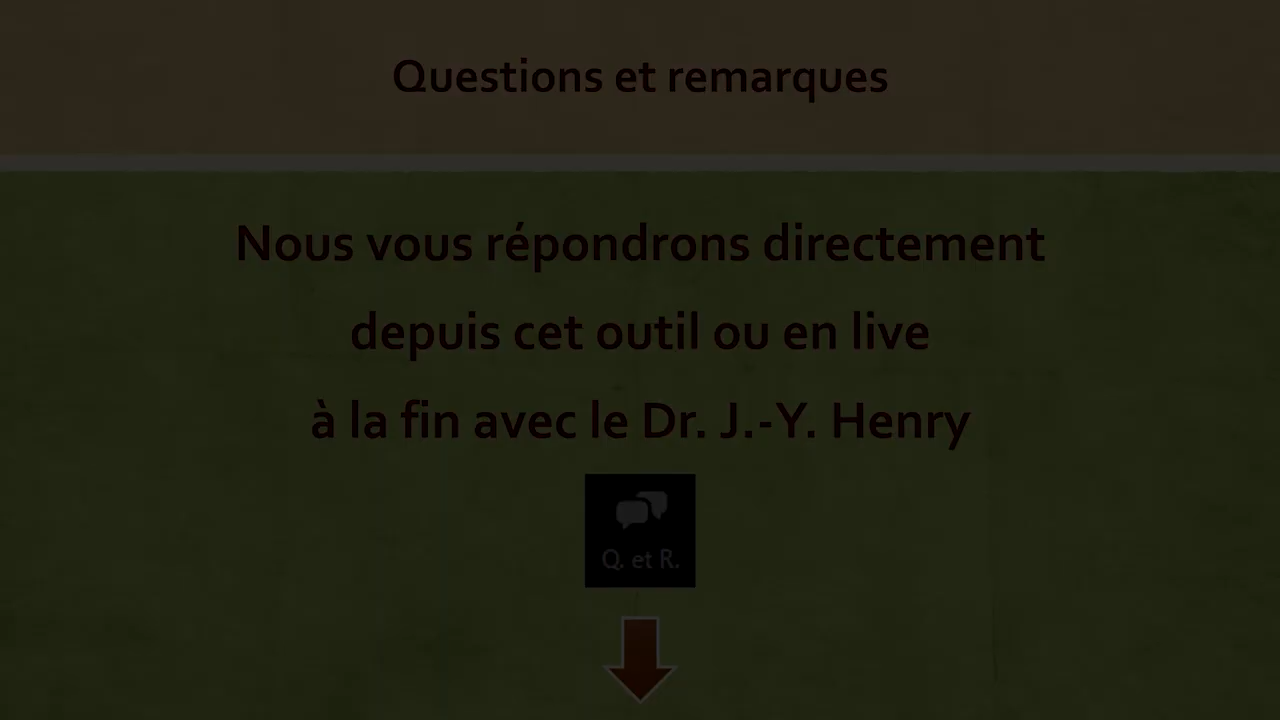 Questions et remarques
Nous vous répondrons directement
depuis cet outil ou en live
à la fin avec le Dr. J.-Y. Henry
Q. et R.